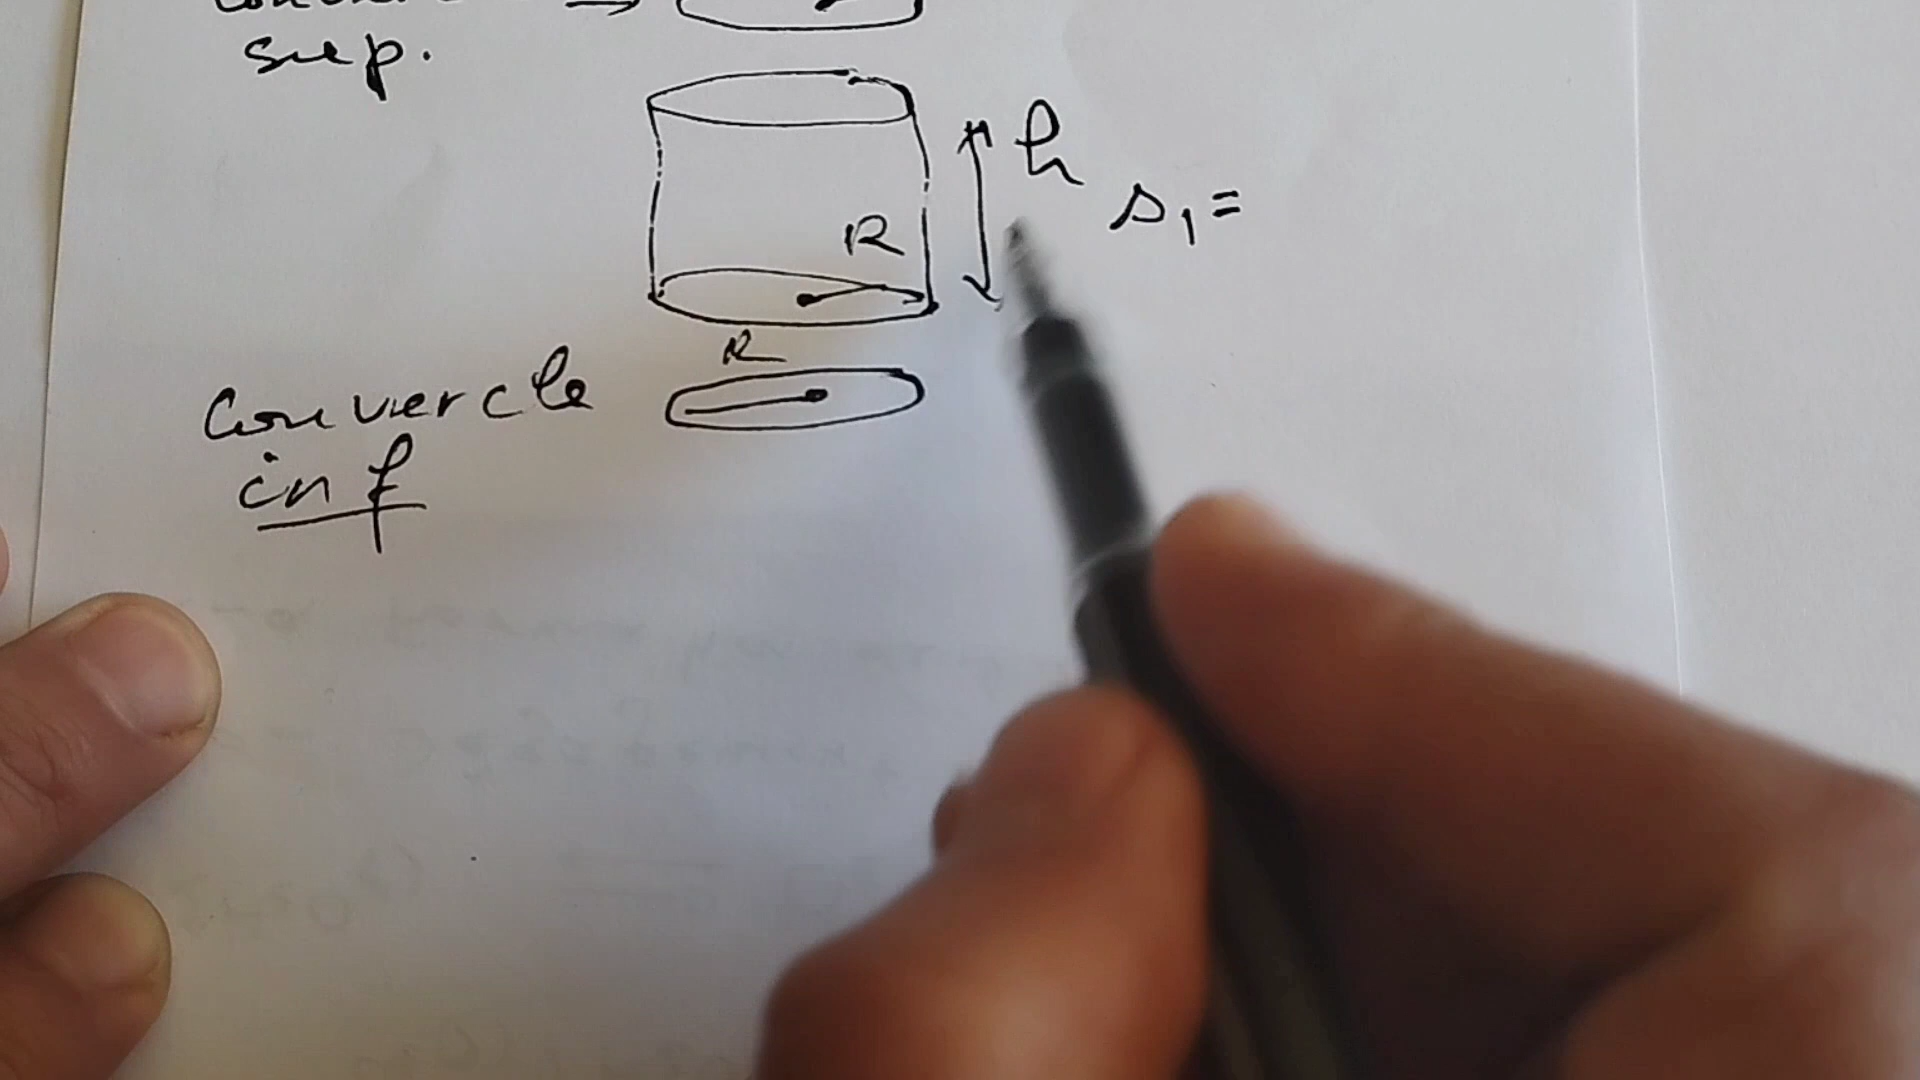 sup.
h
s₁=
R
R
Couvercle
inf